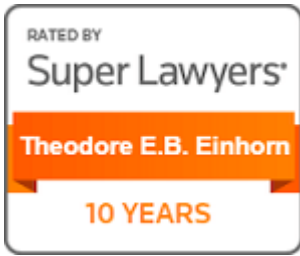 RATED BY
Super Lawyers®
Theodore E.B. Einhorn
10 YEARS